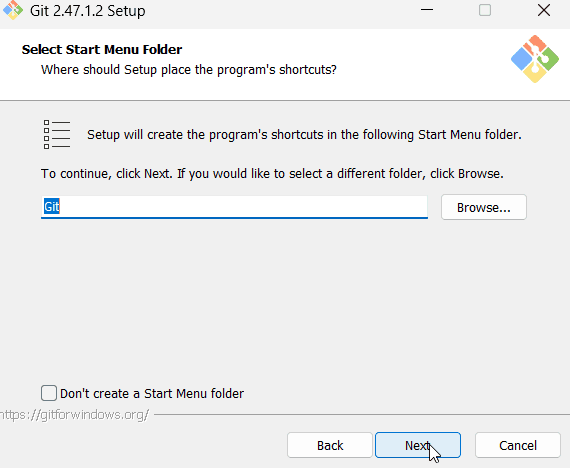 Git 2.47.1.2 Setup
Select Start Menu Folder
Where should Setup place the program's shortcuts?
Setup will create the program's shortcuts in the following Start Menu folder.
To continue, click Next. If you would like to select a different folder, click Browse.
Git
Browse...
Don't create a Start Menu folder
https://gitforwindows.org/
Back
Next
Cancel